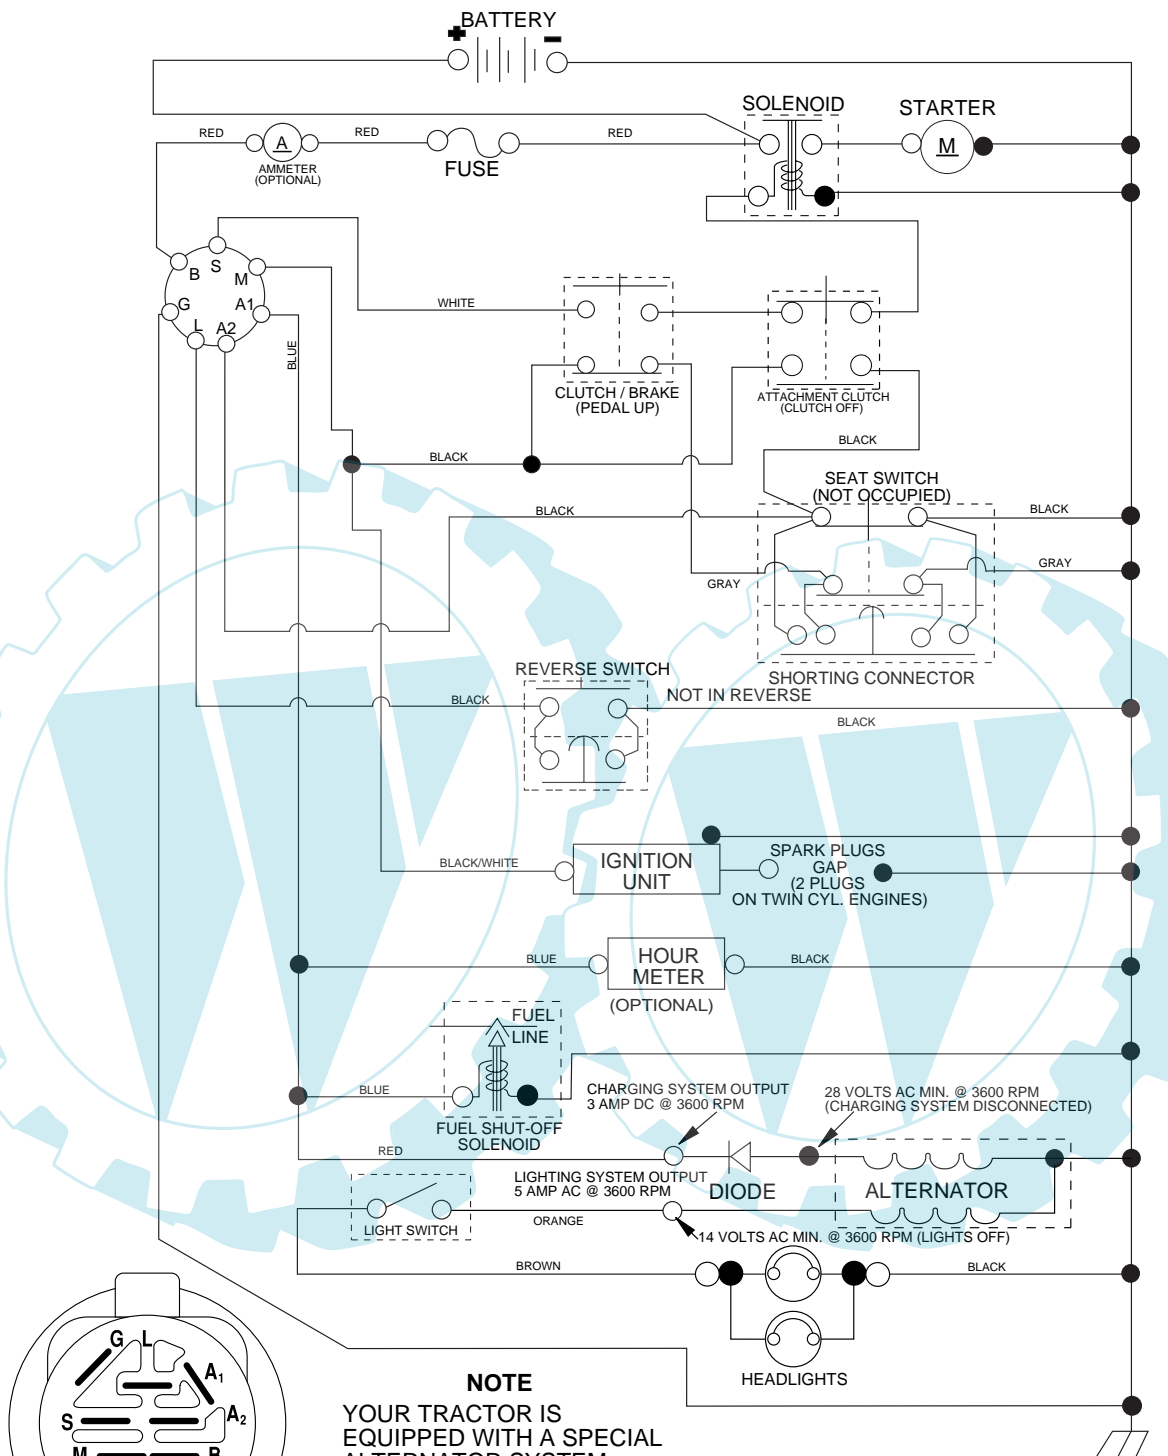 BATTERY
SOLENOID
STARTER
RED
A
RED
RED
M
AMMETER
(OPTIONAL)
FUSE
B
S
M
G
A1
L
A2
WHITE
BLUE
CLUTCH / BRAKE
(PEDAL UP)
ATTACHMENT CLUTCH
(CLUTCH OFF)
BLACK
BLACK
SEAT SWITCH
(NOT OCCUPIED)
BLACK
BLACK
GRAY
GRAY
REVERSE SWITCH
SHORTING CONNECTOR
NOT IN REVERSE
BLACK
BLACK
BLACK/WHITE
IGNITION
UNIT
SPARK PLUGS
GAP
(2 PLUGS
ON TWIN CYL. ENGINES)
BLUE
HOUR
METER
BLACK
(OPTIONAL)
FUEL
LINE
BLUE
CHARGING SYSTEM OUTPUT
3 AMP DC @ 3600 RPM
28 VOLTS AC MIN. @ 3600 RPM
(CHARGING SYSTEM DISCONNECTED)
FUEL SHUT-OFF
SOLENOID
RED
LIGHTING SYSTEM OUTPUT
5 AMP AC @ 3600 RPM
DIODE
ALTERNATOR
LIGHT SWITCH
ORANGE
14 VOLTS AC MIN. @ 3600 RPM (LIGHTS OFF)
BROWN
BLACK
HEADLIGHTS
G
L
A1
S
A2
M
B
NOTE
YOUR TRACTOR IS
EQUIPPED WITH A SPECIAL
ALTERNATOR SYSTEM